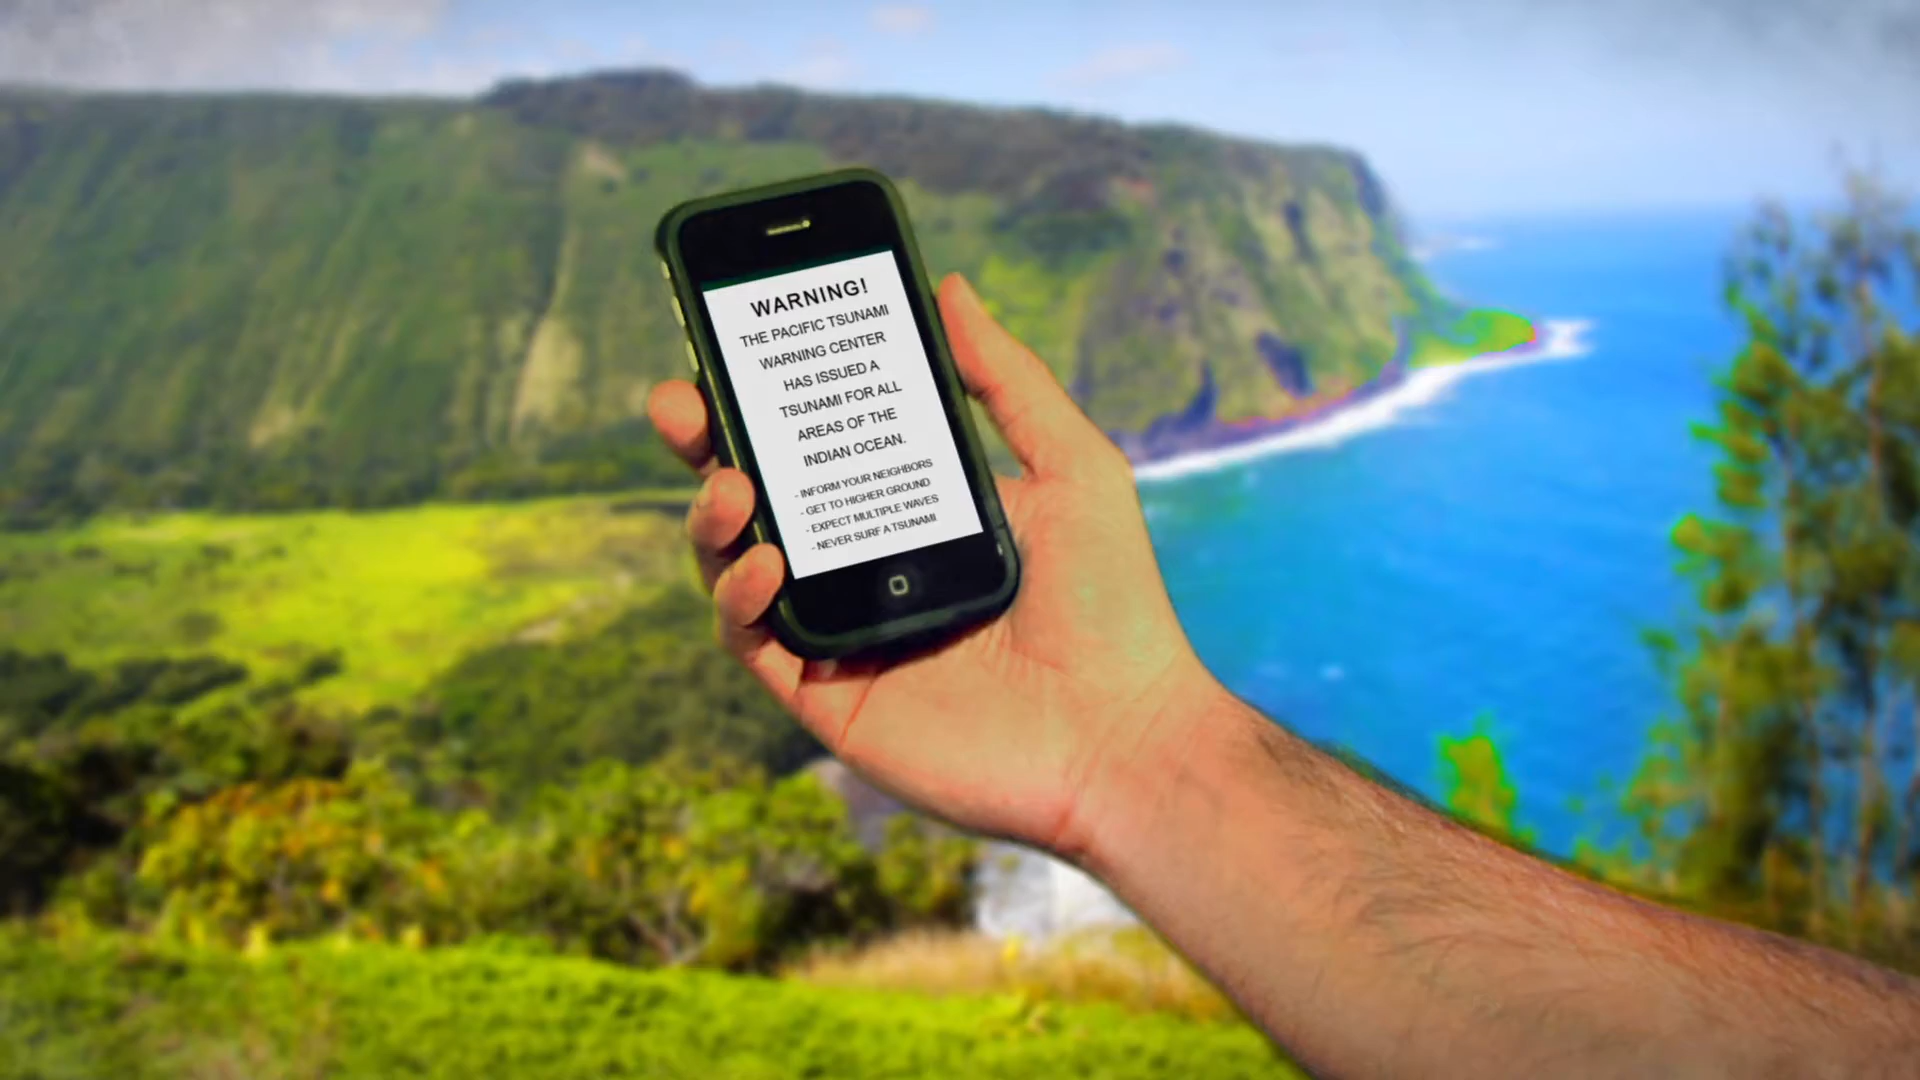 WARNING!
THE PACIFIC TSUNAMI
WARNING CENTER
HAS ISSUED A
TSUNAMI FOR ALL
AREAS OF THE
INDIAN OCEAN.
- INFORM YOUR NEIGHBORS
- GET TO HIGHER GROUND
- EXPECT MULTIPLE WAVES
- NEVER SURF A TSUNAMI